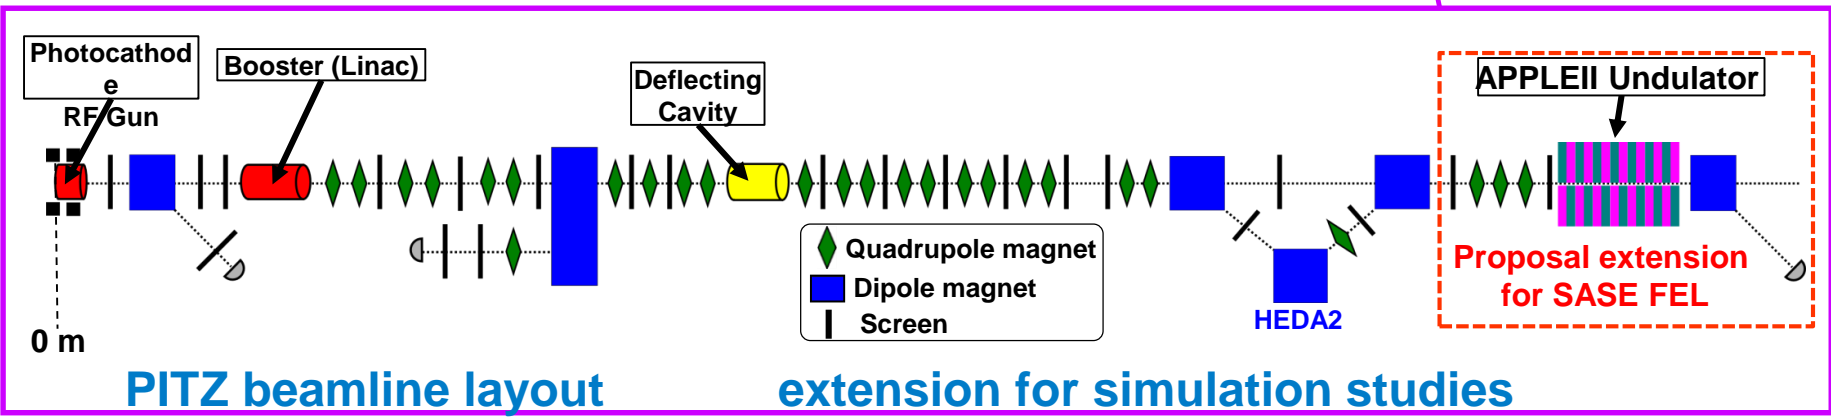 Photocathod
e
RF Gun
Booster (Linac)
Deflecting
Cavity
APPLEII Undulator
Quadrupole magnet
Dipole magnet
Screen
HEDA2
Proposal extension
for SASE FEL
0 m
PITZ beamline layout
extension for simulation studies